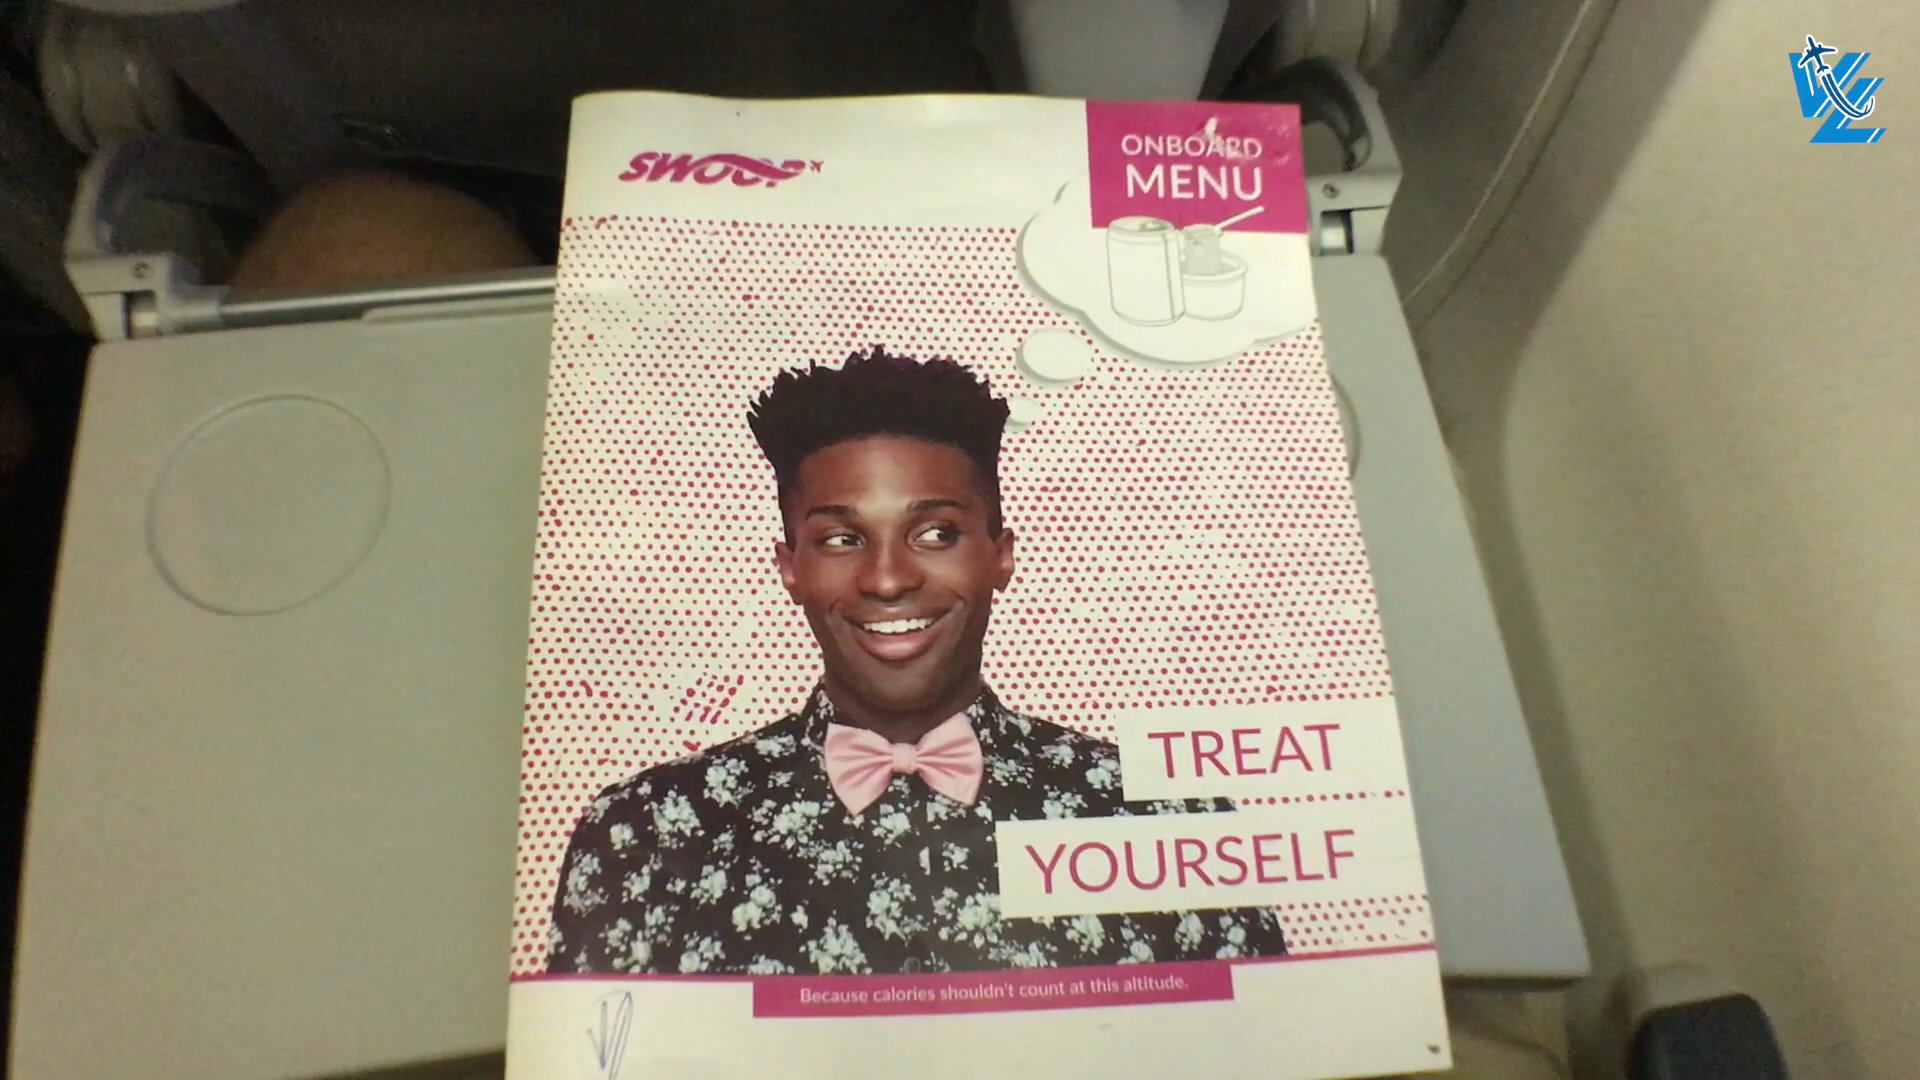 swoop
ONBOARD
MENU
TREAT
YOURSELF
Because calories shouldn't count at this altitude.